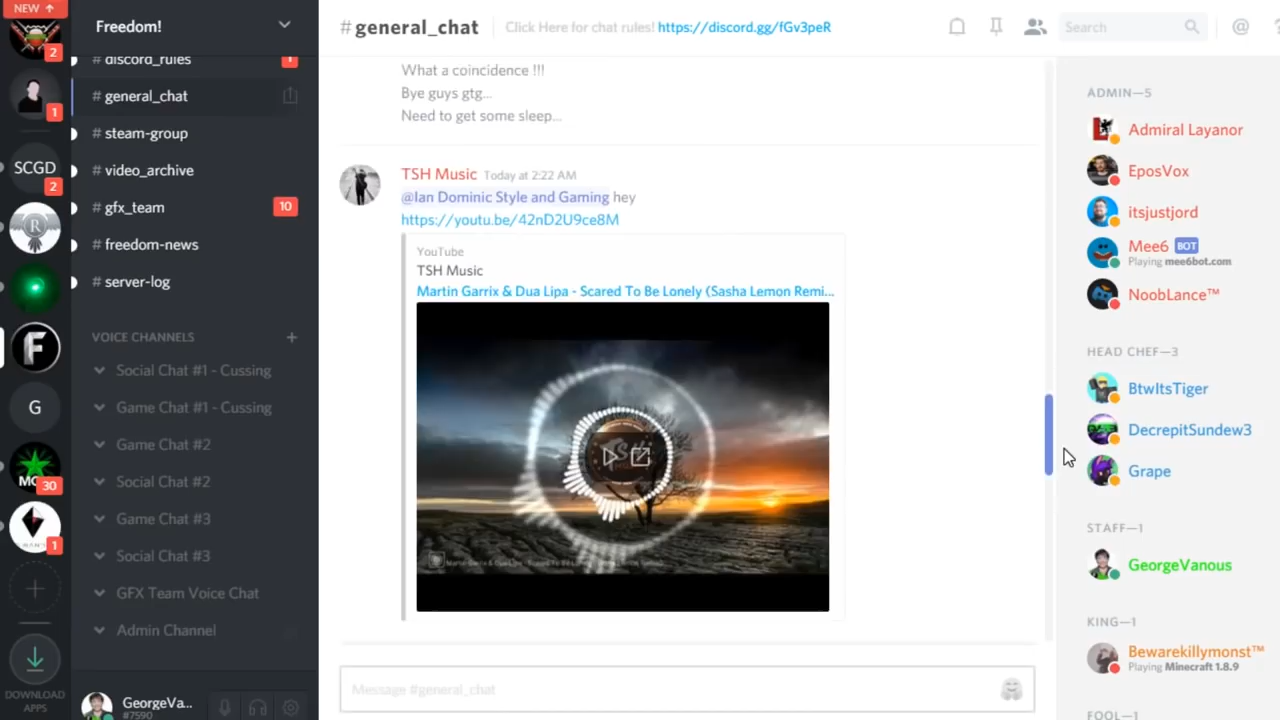 NEW ↑
2
1
SCGD
2
R
F
G
MC
30
1
DOWNLOAD
APPS
Freedom!
# discord_rules
1
# general_chat
# steam-group
# video_archive
# gfx_team
10
# freedom-news
# server-log
VOICE CHANNELS +
Social Chat #1 - Cussing
Game Chat #1 - Cussing
Game Chat #2
Social Chat #2
Game Chat #3
Social Chat #3
GFX Team Voice Chat
Admin Channel
GeorgeVa...
#7590
# general_chat
Click Here for chat rules! https://discord.gg/fGv3peR
Search
@
?
What a coincidence !!!
Bye guys gtg...
Need to get some sleep...
TSH Music Today at 2:22 AM
@Ian Dominic Style and Gaming hey
https://youtu.be/42nD2U9ce8M
YouTube
TSH Music
Martin Garrix & Dua Lipa - Scared To Be Lonely (Sasha Lemon Remi...
Message #general_chat
ADMIN—5
Admiral Layanor
EposVox
itsjustjord
Mee6 BOT
Playing mee6bot.com
NoobLance™
HEAD CHEF—3
BtwItsTiger
DecrepitSundew3
Grape
STAFF—1
GeorgeVanous
KING—1
Bewarekillymonst™
Playing Minecraft 1.8.9
FOOL—1